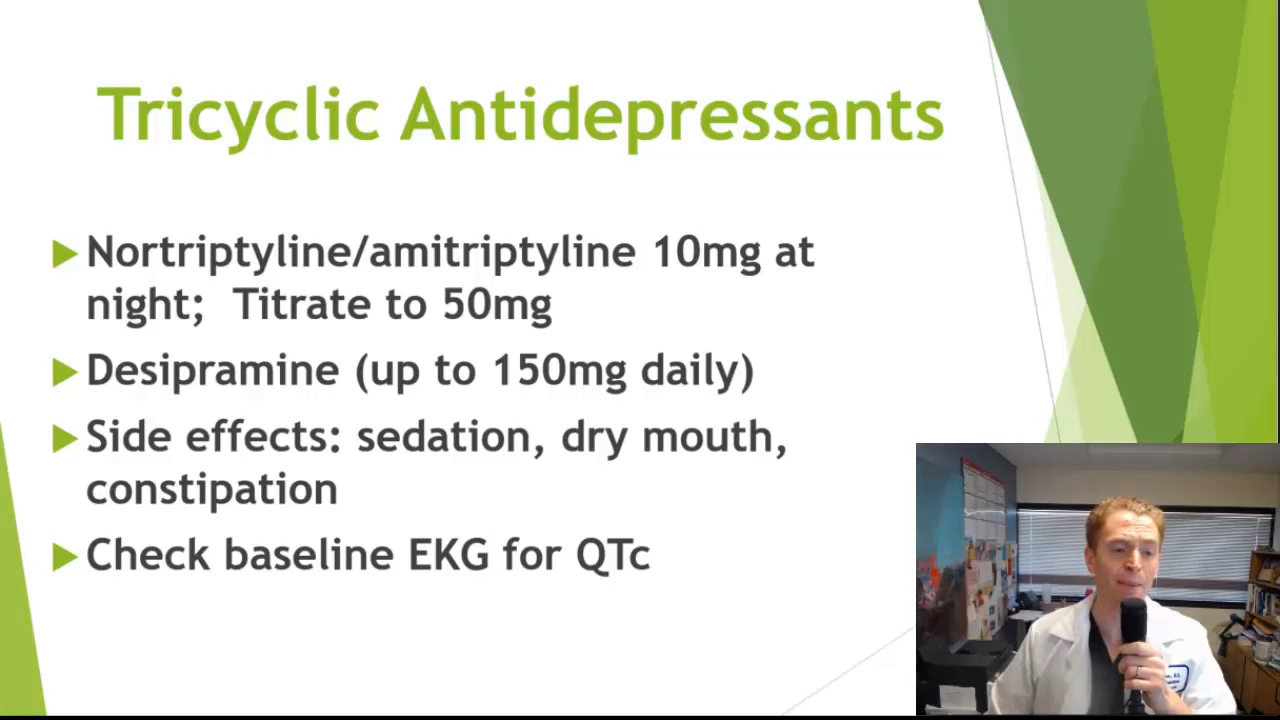 Tricyclic Antidepressants
Nortriptyline/amitriptyline 10mg at
night; Titrate to 50mg
Desipramine (up to 150mg daily)
Side effects: sedation, dry mouth,
constipation
Check baseline EKG for QTc